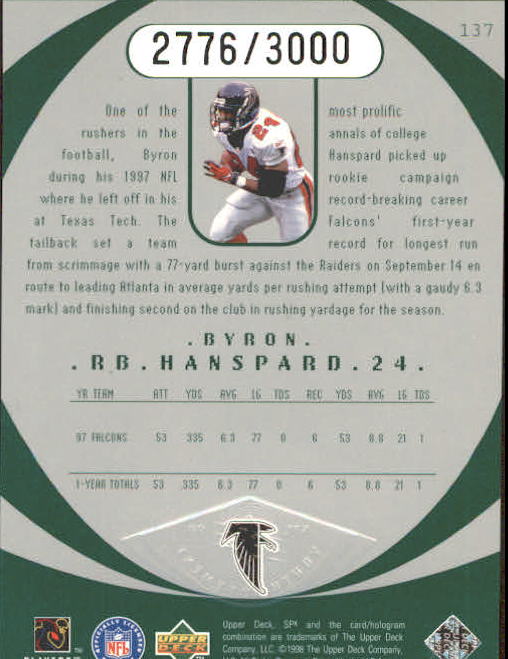 137
2776/3000
One of the most prolific
rushers in the annals of college
football, Byron Hanspard picked up
during his 1997 NFL rookie campaign
where he left off in his record-breaking career
at Texas Tech. The Falcons' first-year
tailback set a team record for longest run
from scrimmage with a 77-yard burst against the Raiders on September 14 en
route to leading Atlanta in average yards per rushing attempt (with a gaudy 6.3
mark) and finishing second on the club in rushing yardage for the season.
24
.BYRON.
.RB.HANSPARD.24.
YR TEAM ATT YDS AVG LG TDS REC YDS AVG LG TDS
97 FALCONS 53 335 6.3 77 0 6 53 8.8 21 1
1-YEAR TOTALS 53 335 6.3 77 0 6 53 8.8 21 1
OFFICIALLY LICENSED
NFL
UPPER DECK
Upper Deck, SPx and the card/hologram
combination are trademarks of The Upper Deck
Company, LLC. ©1998 The Upper Deck Company,